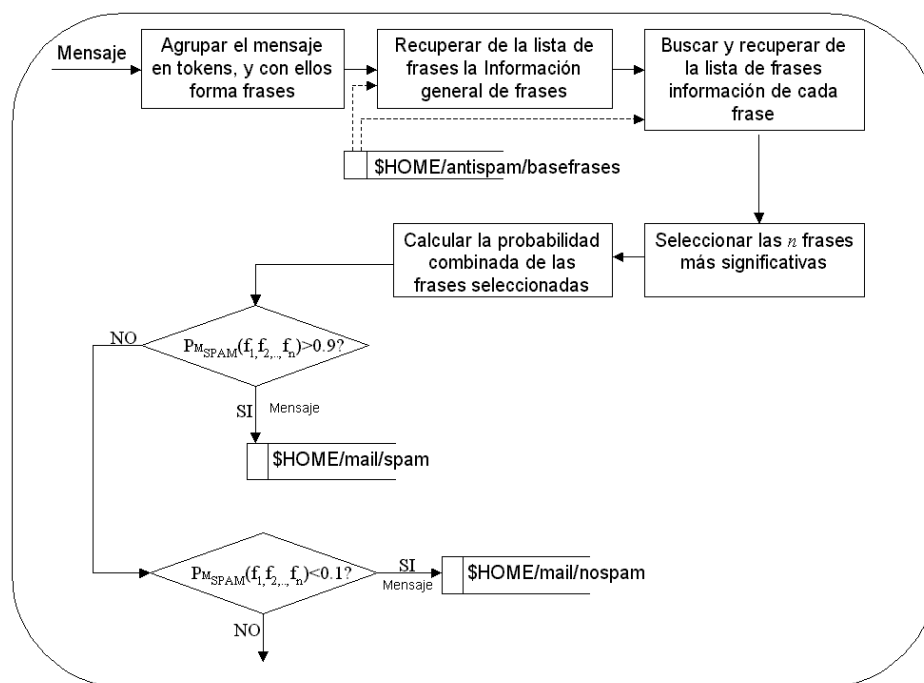 Mensaje
Agrupar el mensaje
en tokens, y con ellos
forma frases
Recuperar de la lista de
frases la Información
general de frases
Buscar y recuperar de
la lista de frases
información de cada
frase
$HOME/antispam/basefrases
Calcular la probabilidad
combinada de las
frases seleccionadas
Seleccionar las n frases
más significativas
NO
PM_SPAM(f1,f2,..,fn)>0.9?
SI
Mensaje
$HOME/mail/spam
PM_SPAM(f1,f2,..,fn)<0.1?
SI
Mensaje
$HOME/mail/nospam
NO